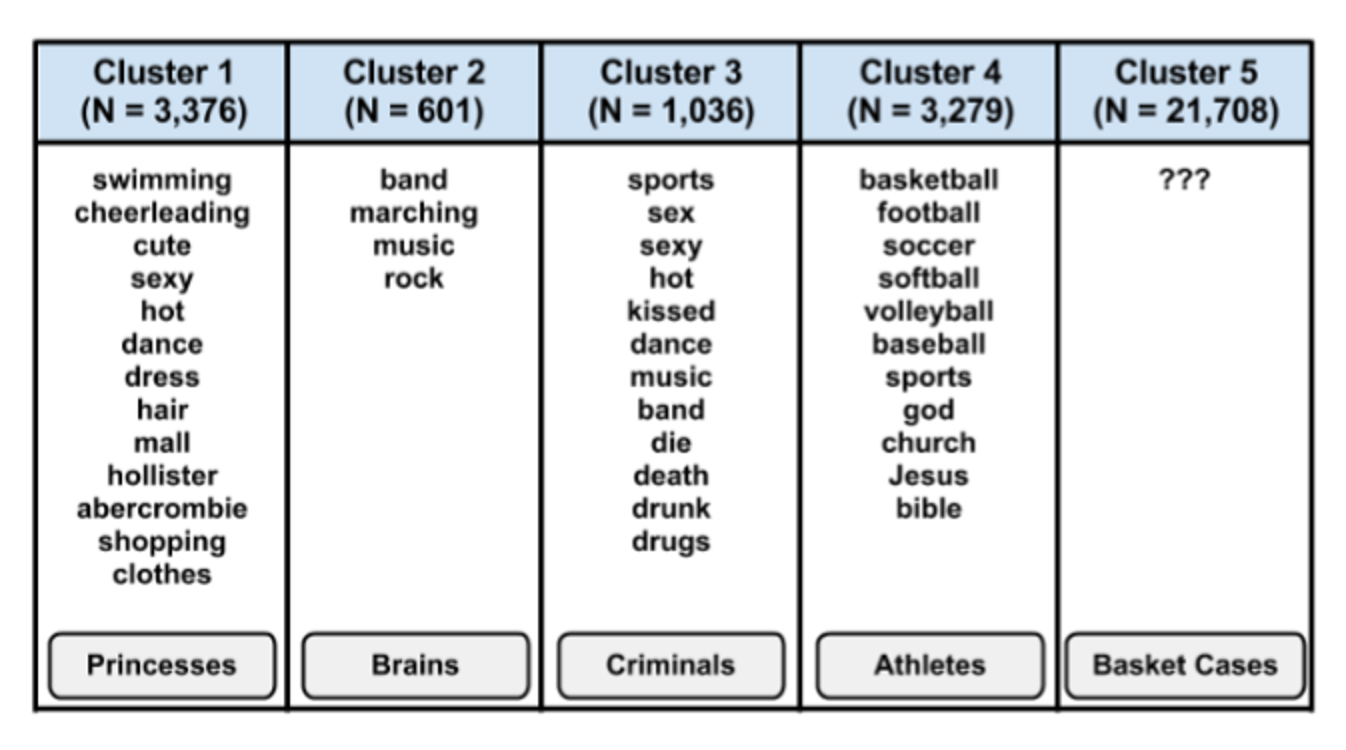 Cluster 1
(N = 3,376)
swimming
cheerleading
cute
sexy
hot
dance
dress
hair
mall
hollister
abercrombie
shopping
clothes
Princesses
Cluster 2
(N = 601)
band
marching
music
rock
Brains
Cluster 3
(N = 1,036)
sports
sex
sexy
hot
kissed
dance
music
band
die
death
drunk
drugs
Criminals
Cluster 4
(N = 3,279)
basketball
football
soccer
softball
volleyball
baseball
sports
god
church
Jesus
bible
Athletes
Cluster 5
(N = 21,708)
???
Basket Cases